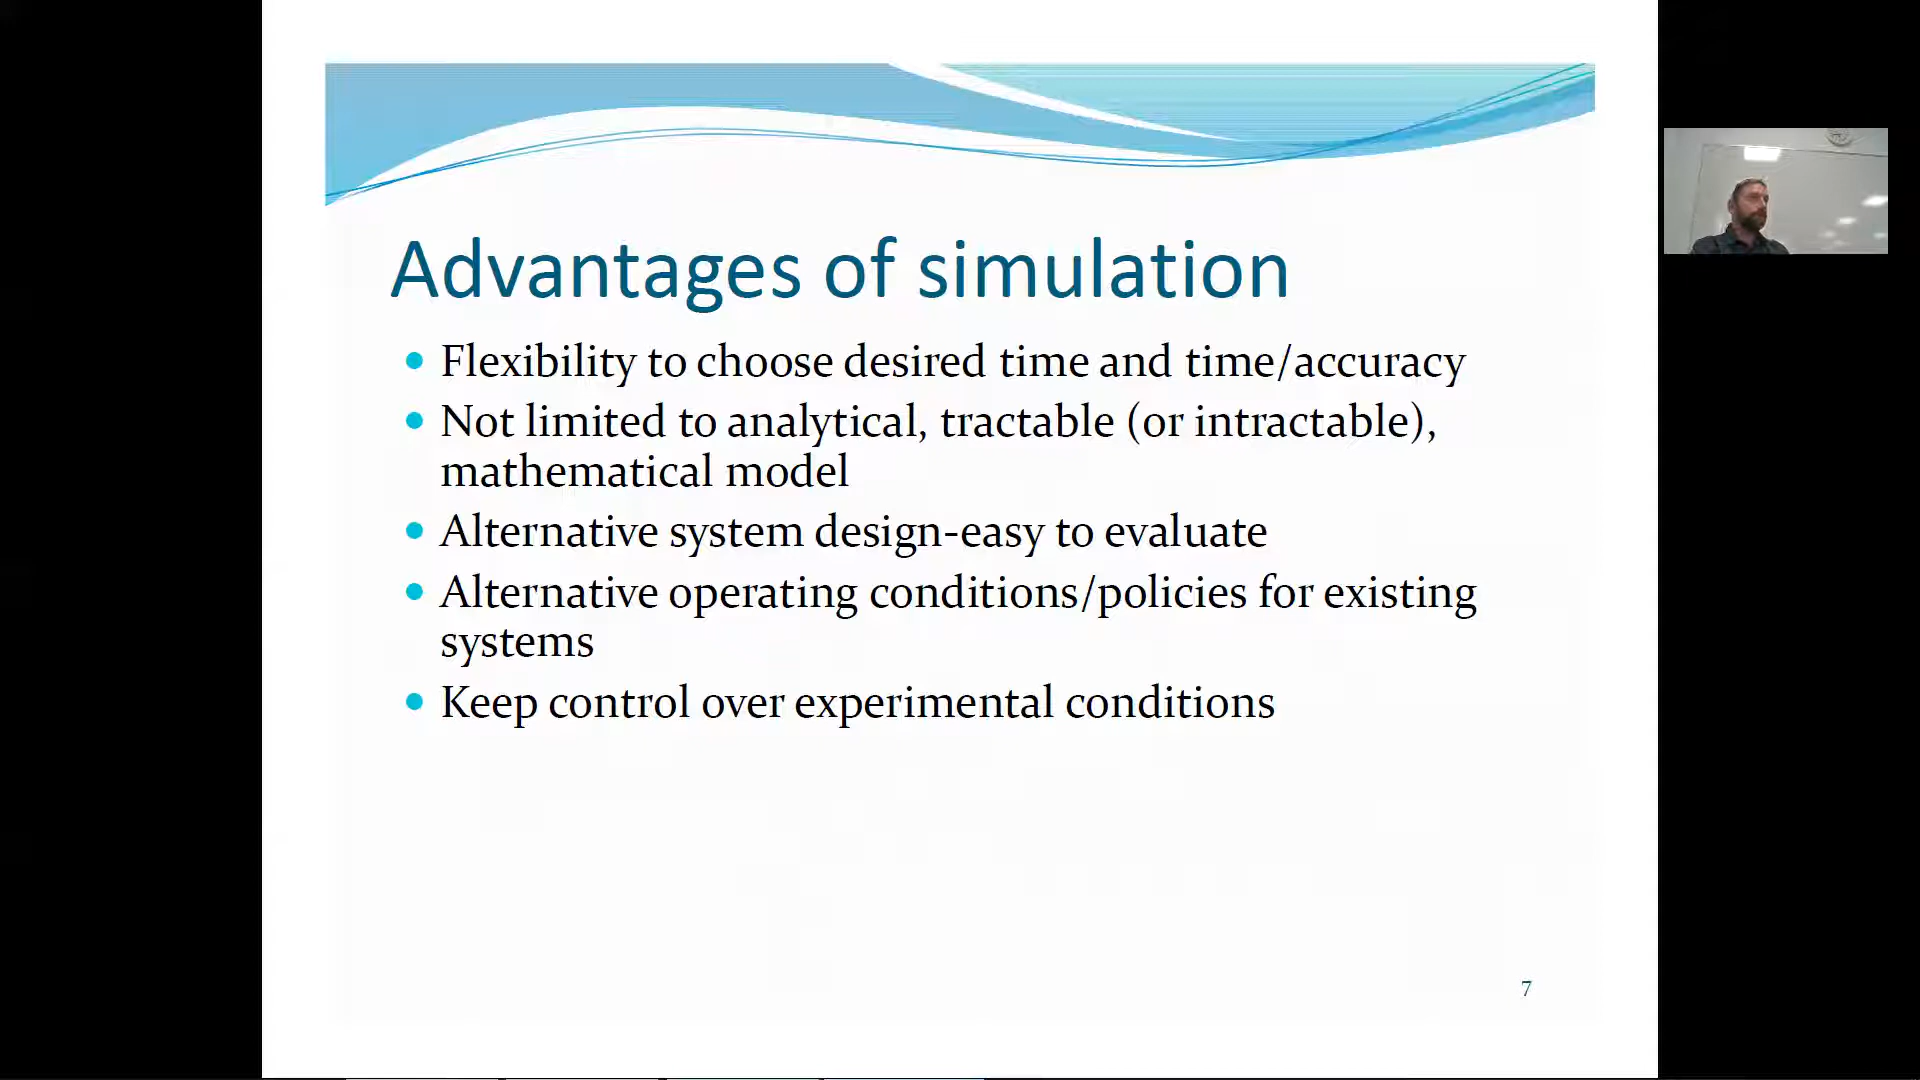 Advantages of simulation
Flexibility to choose desired time and time/accuracy
Not limited to analytical, tractable (or intractable),
mathematical model
Alternative system design-easy to evaluate
Alternative operating conditions/policies for existing
systems
Keep control over experimental conditions
7